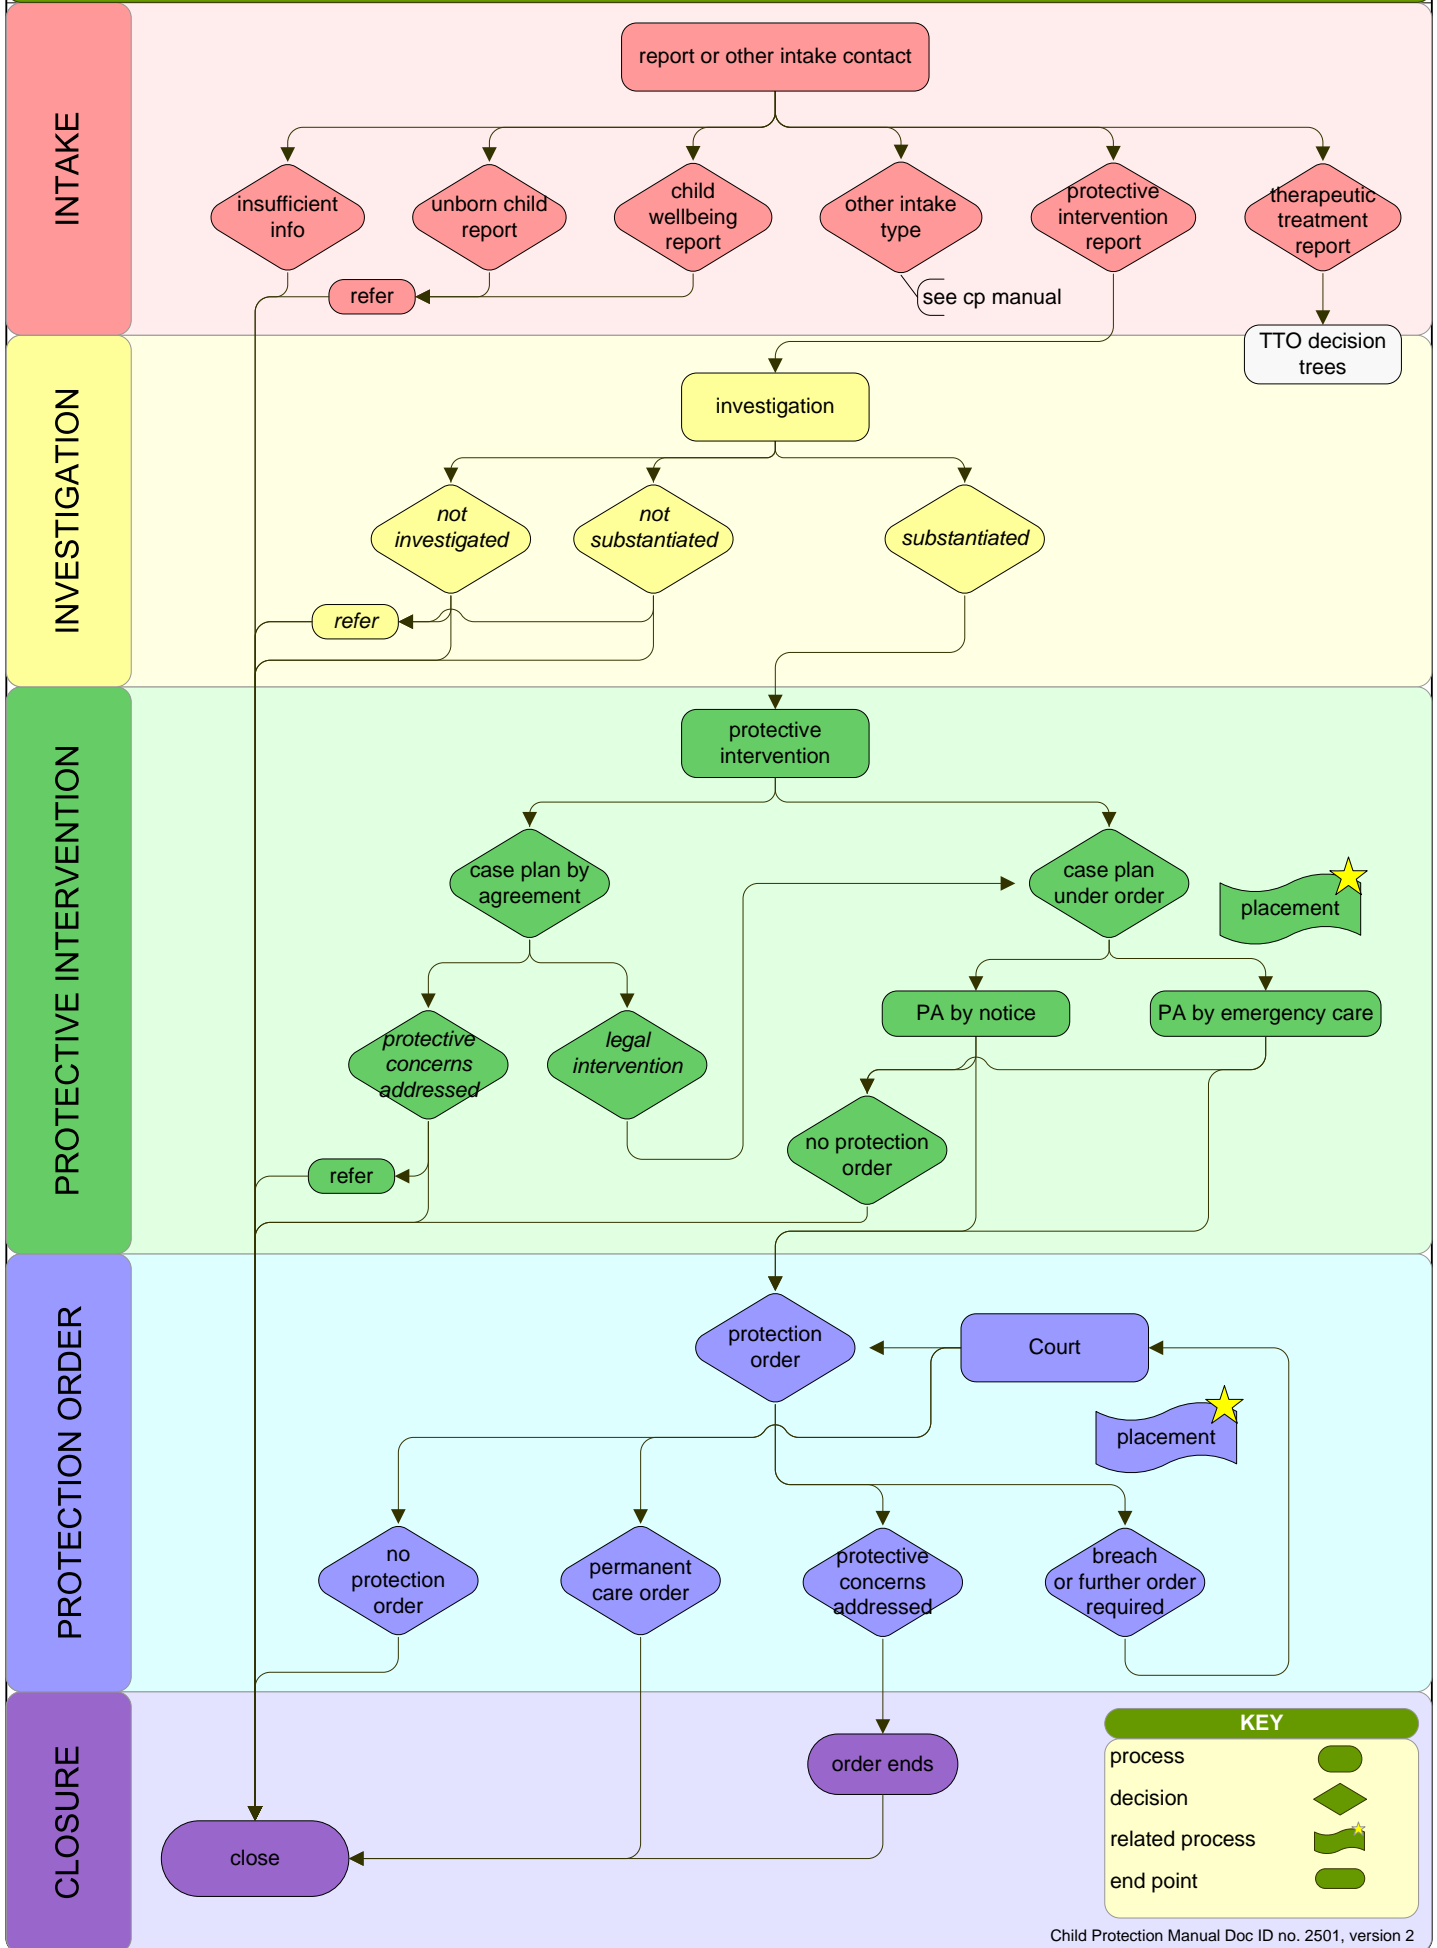 INTAKE
report or other intake contact
insufficient
info
unborn child
report
child
wellbeing
report
other intake
type
protective
intervention
report
therapeutic
treatment
report
refer
see cp manual
TTO decision
trees
INVESTIGATION
investigation
not
investigated
not
substantiated
substantiated
refer
PROTECTIVE INTERVENTION
protective
intervention
case plan by
agreement
case plan
under order
placement
PA by notice
PA by emergency care
protective
concerns
addressed
legal
intervention
no protection
order
refer
PROTECTION ORDER
protection
order
Court
placement
no
protection
order
permanent
care order
protective
concerns
addressed
breach
or further order
required
CLOSURE
order ends
close
KEY
process
decision
related process
end point
Child Protection Manual Doc ID no. 2501, version 2